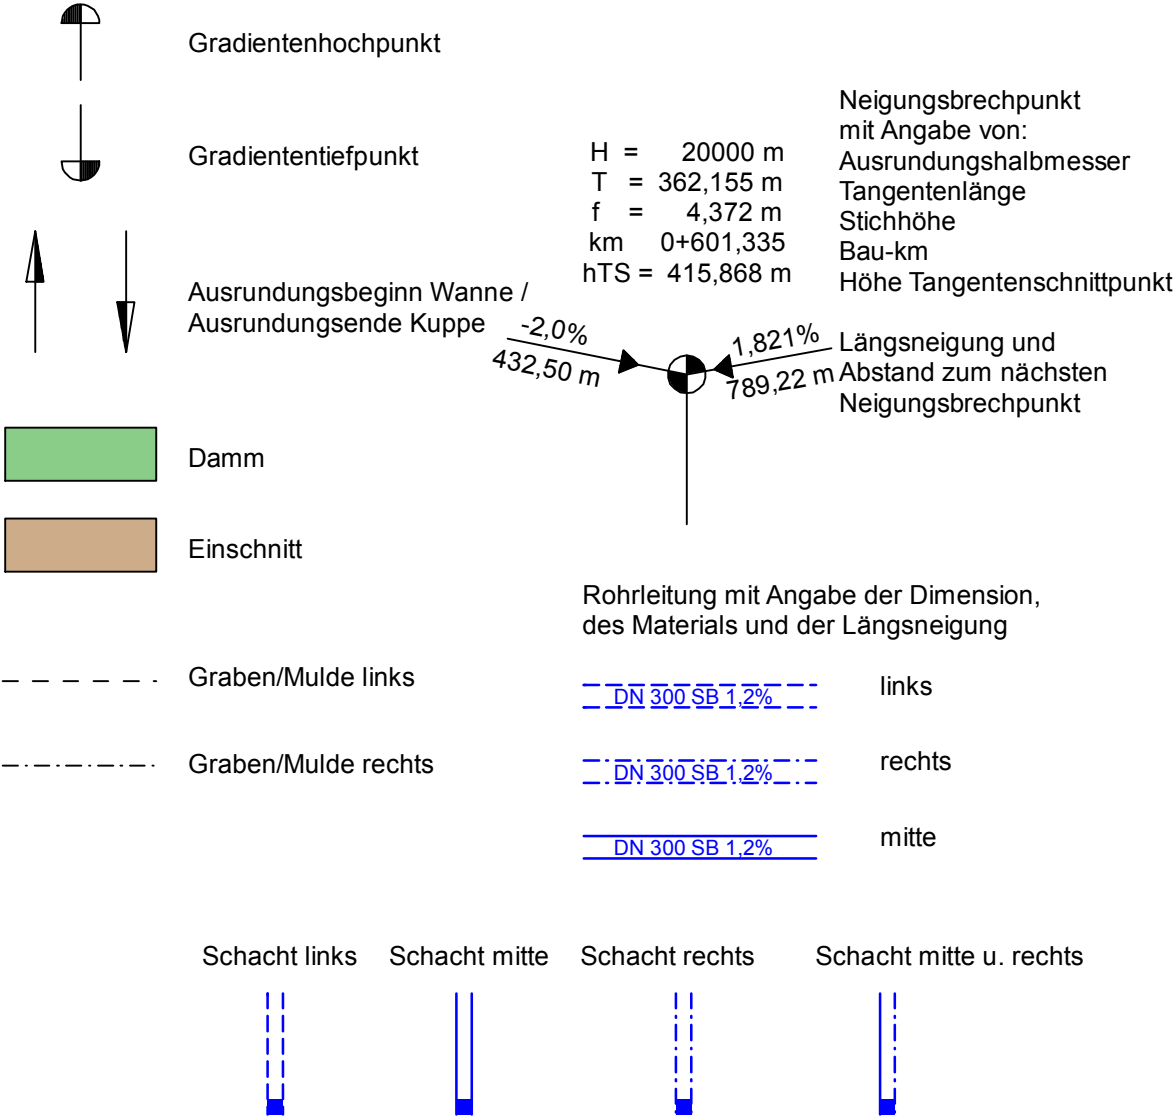 Gradientenhochpunkt
Gradiententiefpunkt
H = 20000 m
T = 362,155 m
f = 4,372 m
km 0+601,335
hTS = 415,868 m
Neigungsbrechpunkt
mit Angabe von:
Ausrundungshalbmesser
Tangentenlänge
Stichhöhe
Bau-km
Höhe Tangentenschnittpunkt
Ausrundungsbeginn Wanne /
Ausrundungsende Kuppe
-2,0%
432,50 m
1,821%
789,22 m
Längsneigung und
Abstand zum nächsten
Neigungsbrechpunkt
Damm
Einschnitt
Rohrleitung mit Angabe der Dimension,
des Materials und der Längsneigung
Graben/Mulde links
DN 300 SB 1,2%
links
Graben/Mulde rechts
DN 300 SB 1,2%
rechts
DN 300 SB 1,2%
mitte
Schacht links
Schacht mitte
Schacht rechts
Schacht mitte u. rechts